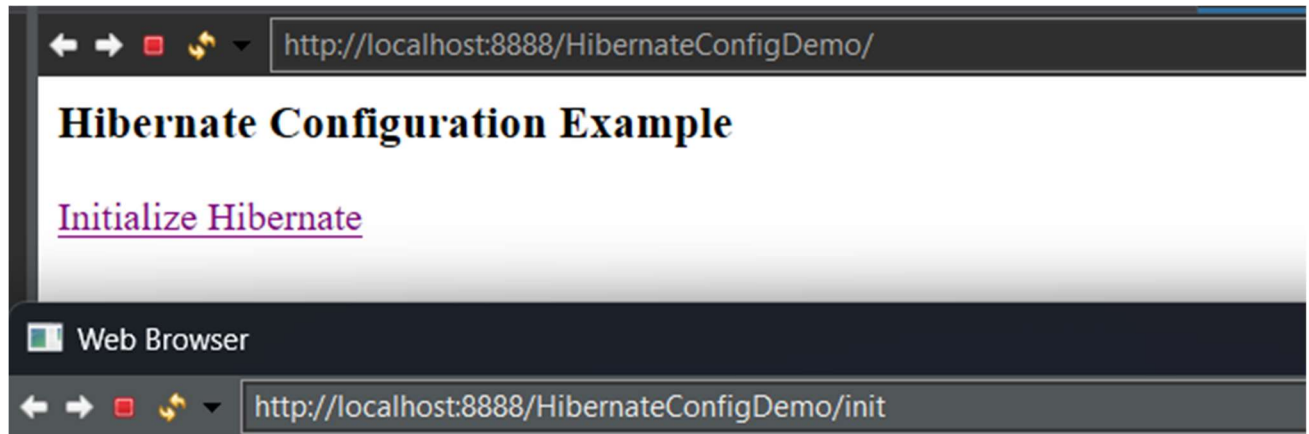 http://localhost:8888/HibernateConfigDemo/
Hibernate Configuration Example
Initialize Hibernate
Web Browser
http://localhost:8888/HibernateConfigDemo/init